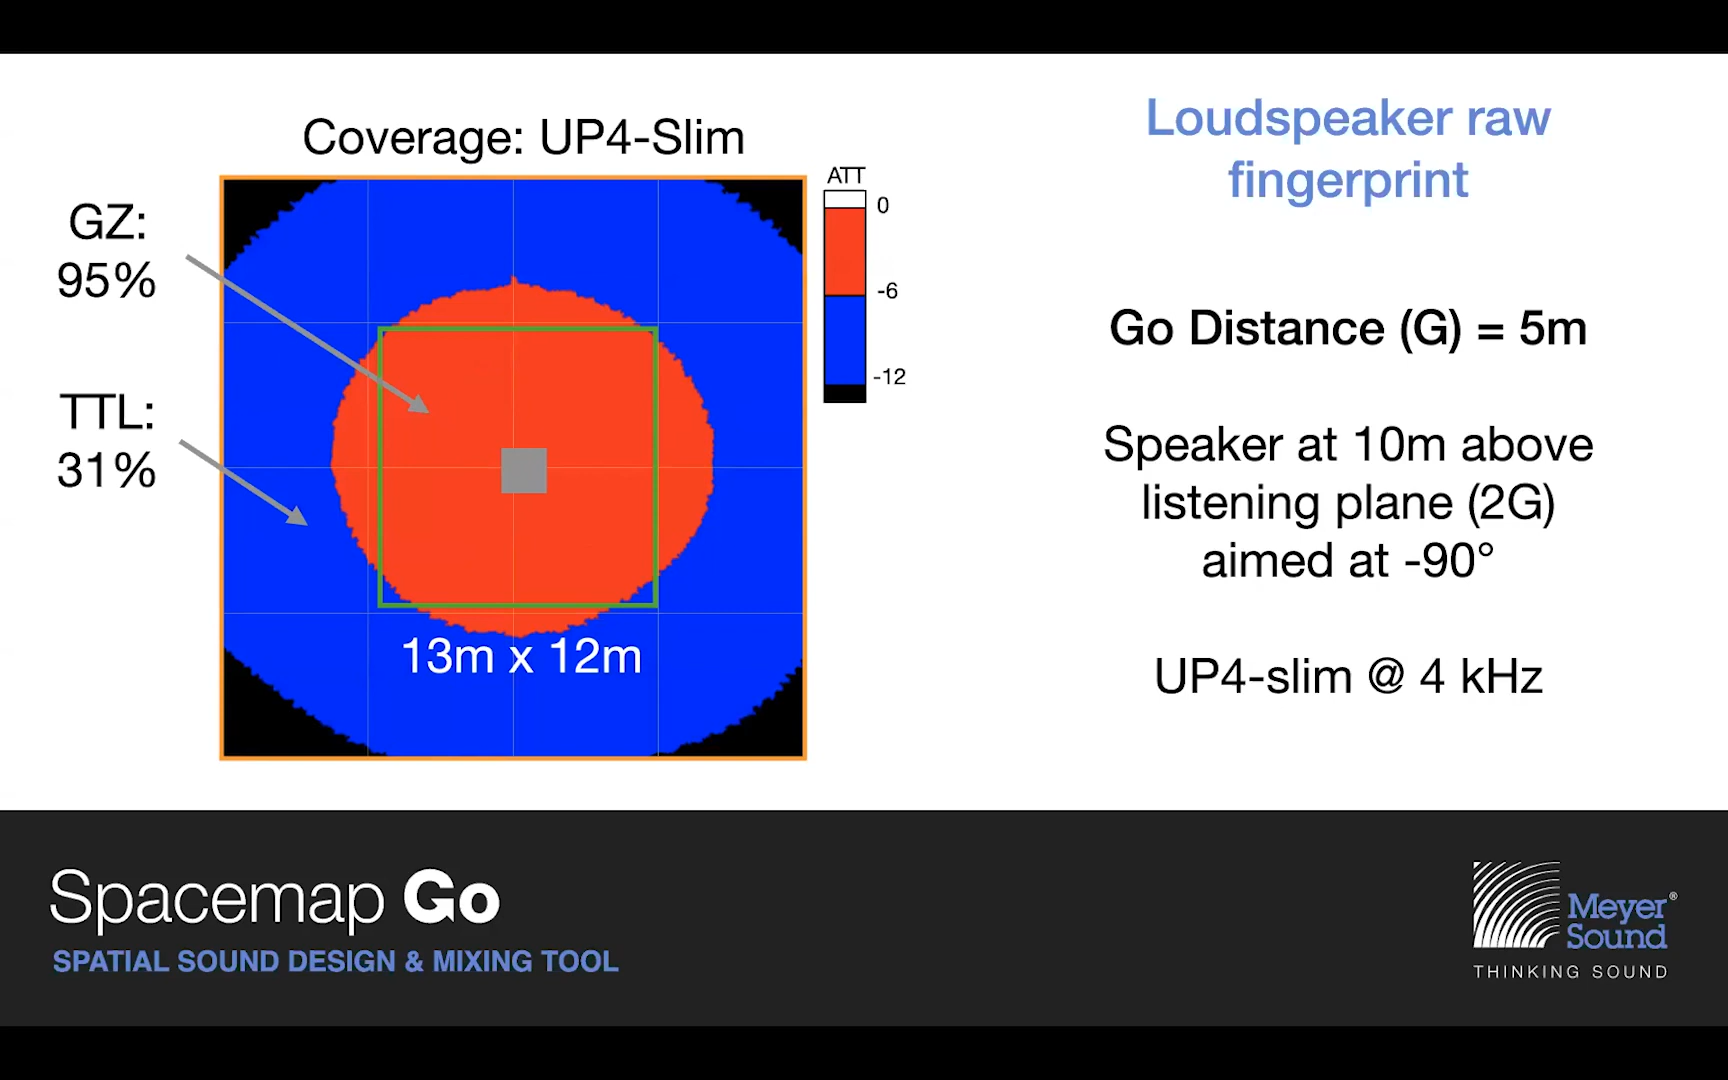 Coverage: UP4-Slim
GZ:
95%
TTL:
31%
13m x 12m
ATT
0
-6
-12
Loudspeaker raw
fingerprint
Go Distance (G) = 5m
Speaker at 10m above
listening plane (2G)
aimed at -90°
UP4-slim @ 4 kHz
Spacemap Go
SPATIAL SOUND DESIGN & MIXING TOOL
Meyer®
Sound
THINKING SOUND